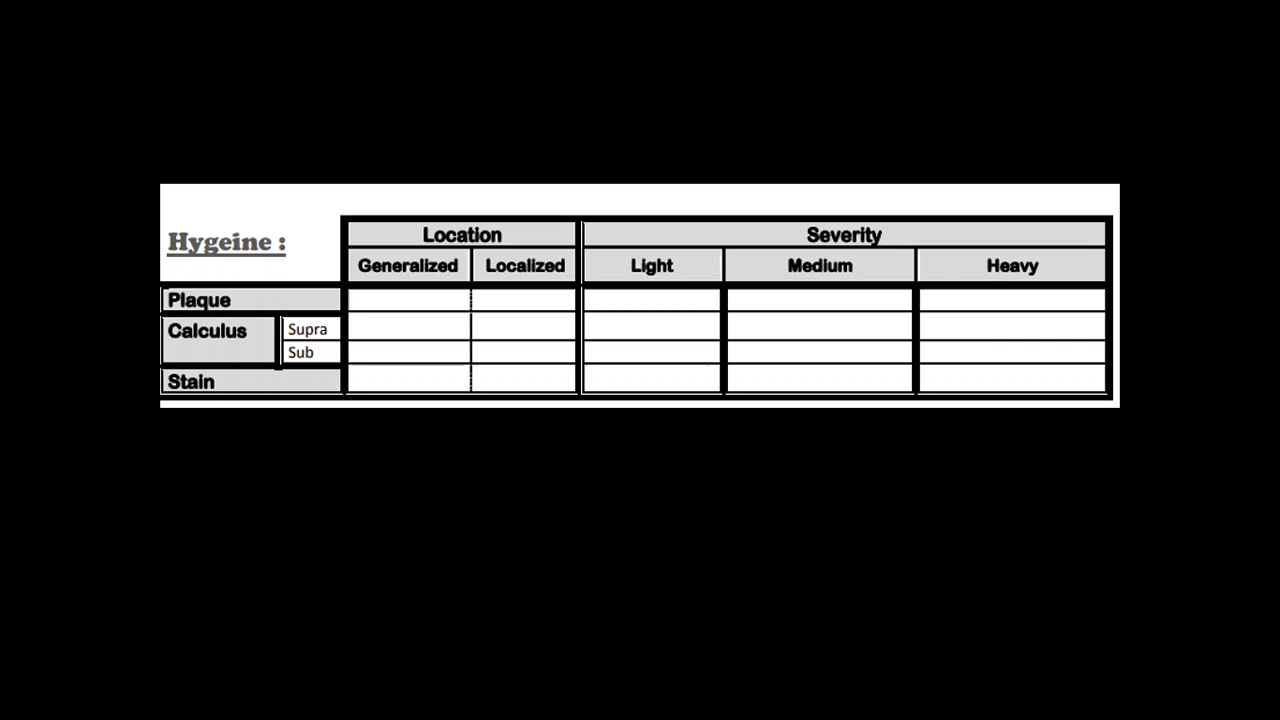 Hygeine :
Location Severity
Generalized Localized Light Medium Heavy
Plaque
Calculus Supra
Sub
Stain